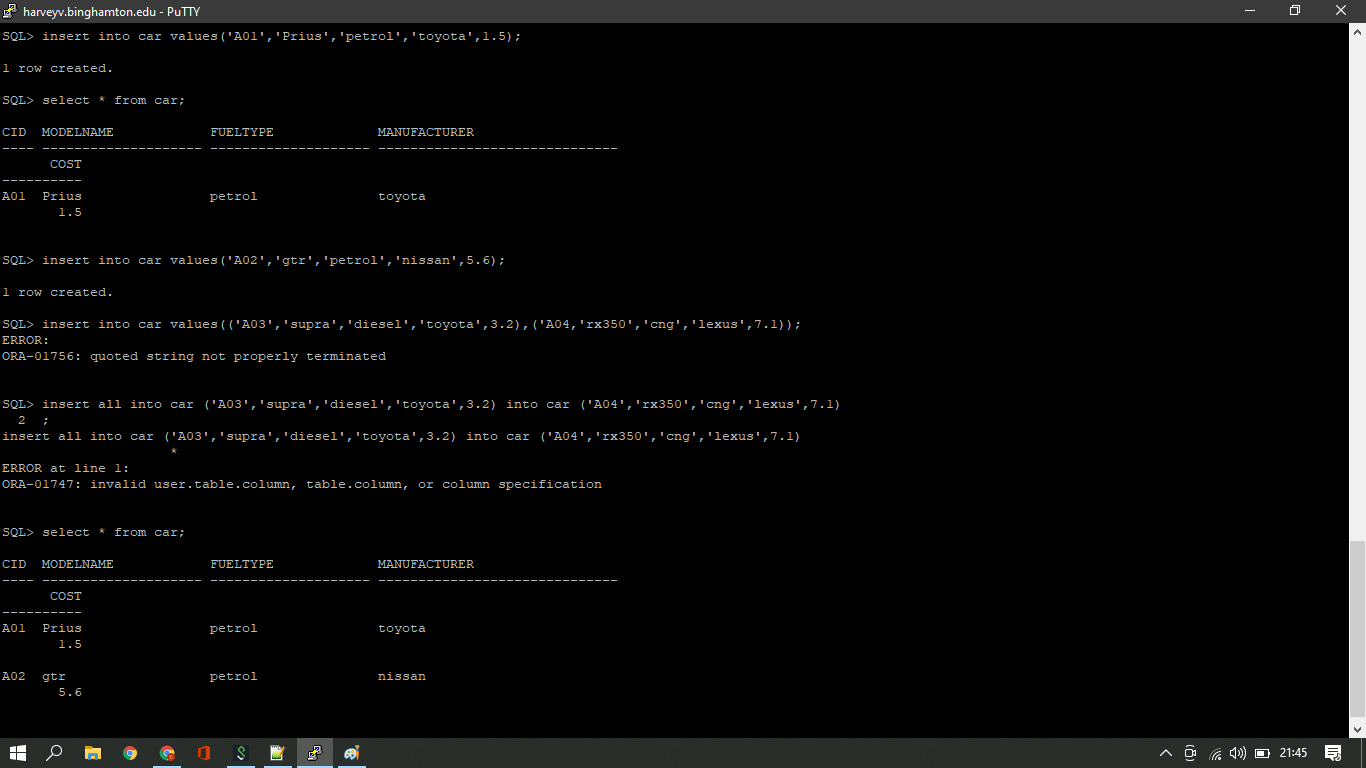 harveyv.binghamton.edu - PuTTY
SQL> insert into car values('A01','Prius','petrol','toyota',1.5);
1 row created.
SQL> select * from car;
CID MODELNAME FUELTYPE MANUFACTURER
---- -------------------- -------------------- ------------------------------
COST
----------
A01 Prius petrol toyota
1.5
SQL> insert into car values('A02','gtr','petrol','nissan',5.6);
1 row created.
SQL> insert into car values(('A03','supra','diesel','toyota',3.2),('A04,'rx350','cng','lexus',7.1));
ERROR:
ORA-01756: quoted string not properly terminated
SQL> insert all into car ('A03','supra','diesel','toyota',3.2) into car ('A04','rx350','cng','lexus',7.1)
2 ;
insert all into car ('A03','supra','diesel','toyota',3.2) into car ('A04','rx350','cng','lexus',7.1)
*
ERROR at line 1:
ORA-01747: invalid user.table.column, table.column, or column specification
SQL> select * from car;
CID MODELNAME FUELTYPE MANUFACTURER
---- -------------------- -------------------- ------------------------------
COST
----------
A01 Prius petrol toyota
1.5
A02 gtr petrol nissan
5.6
21:45